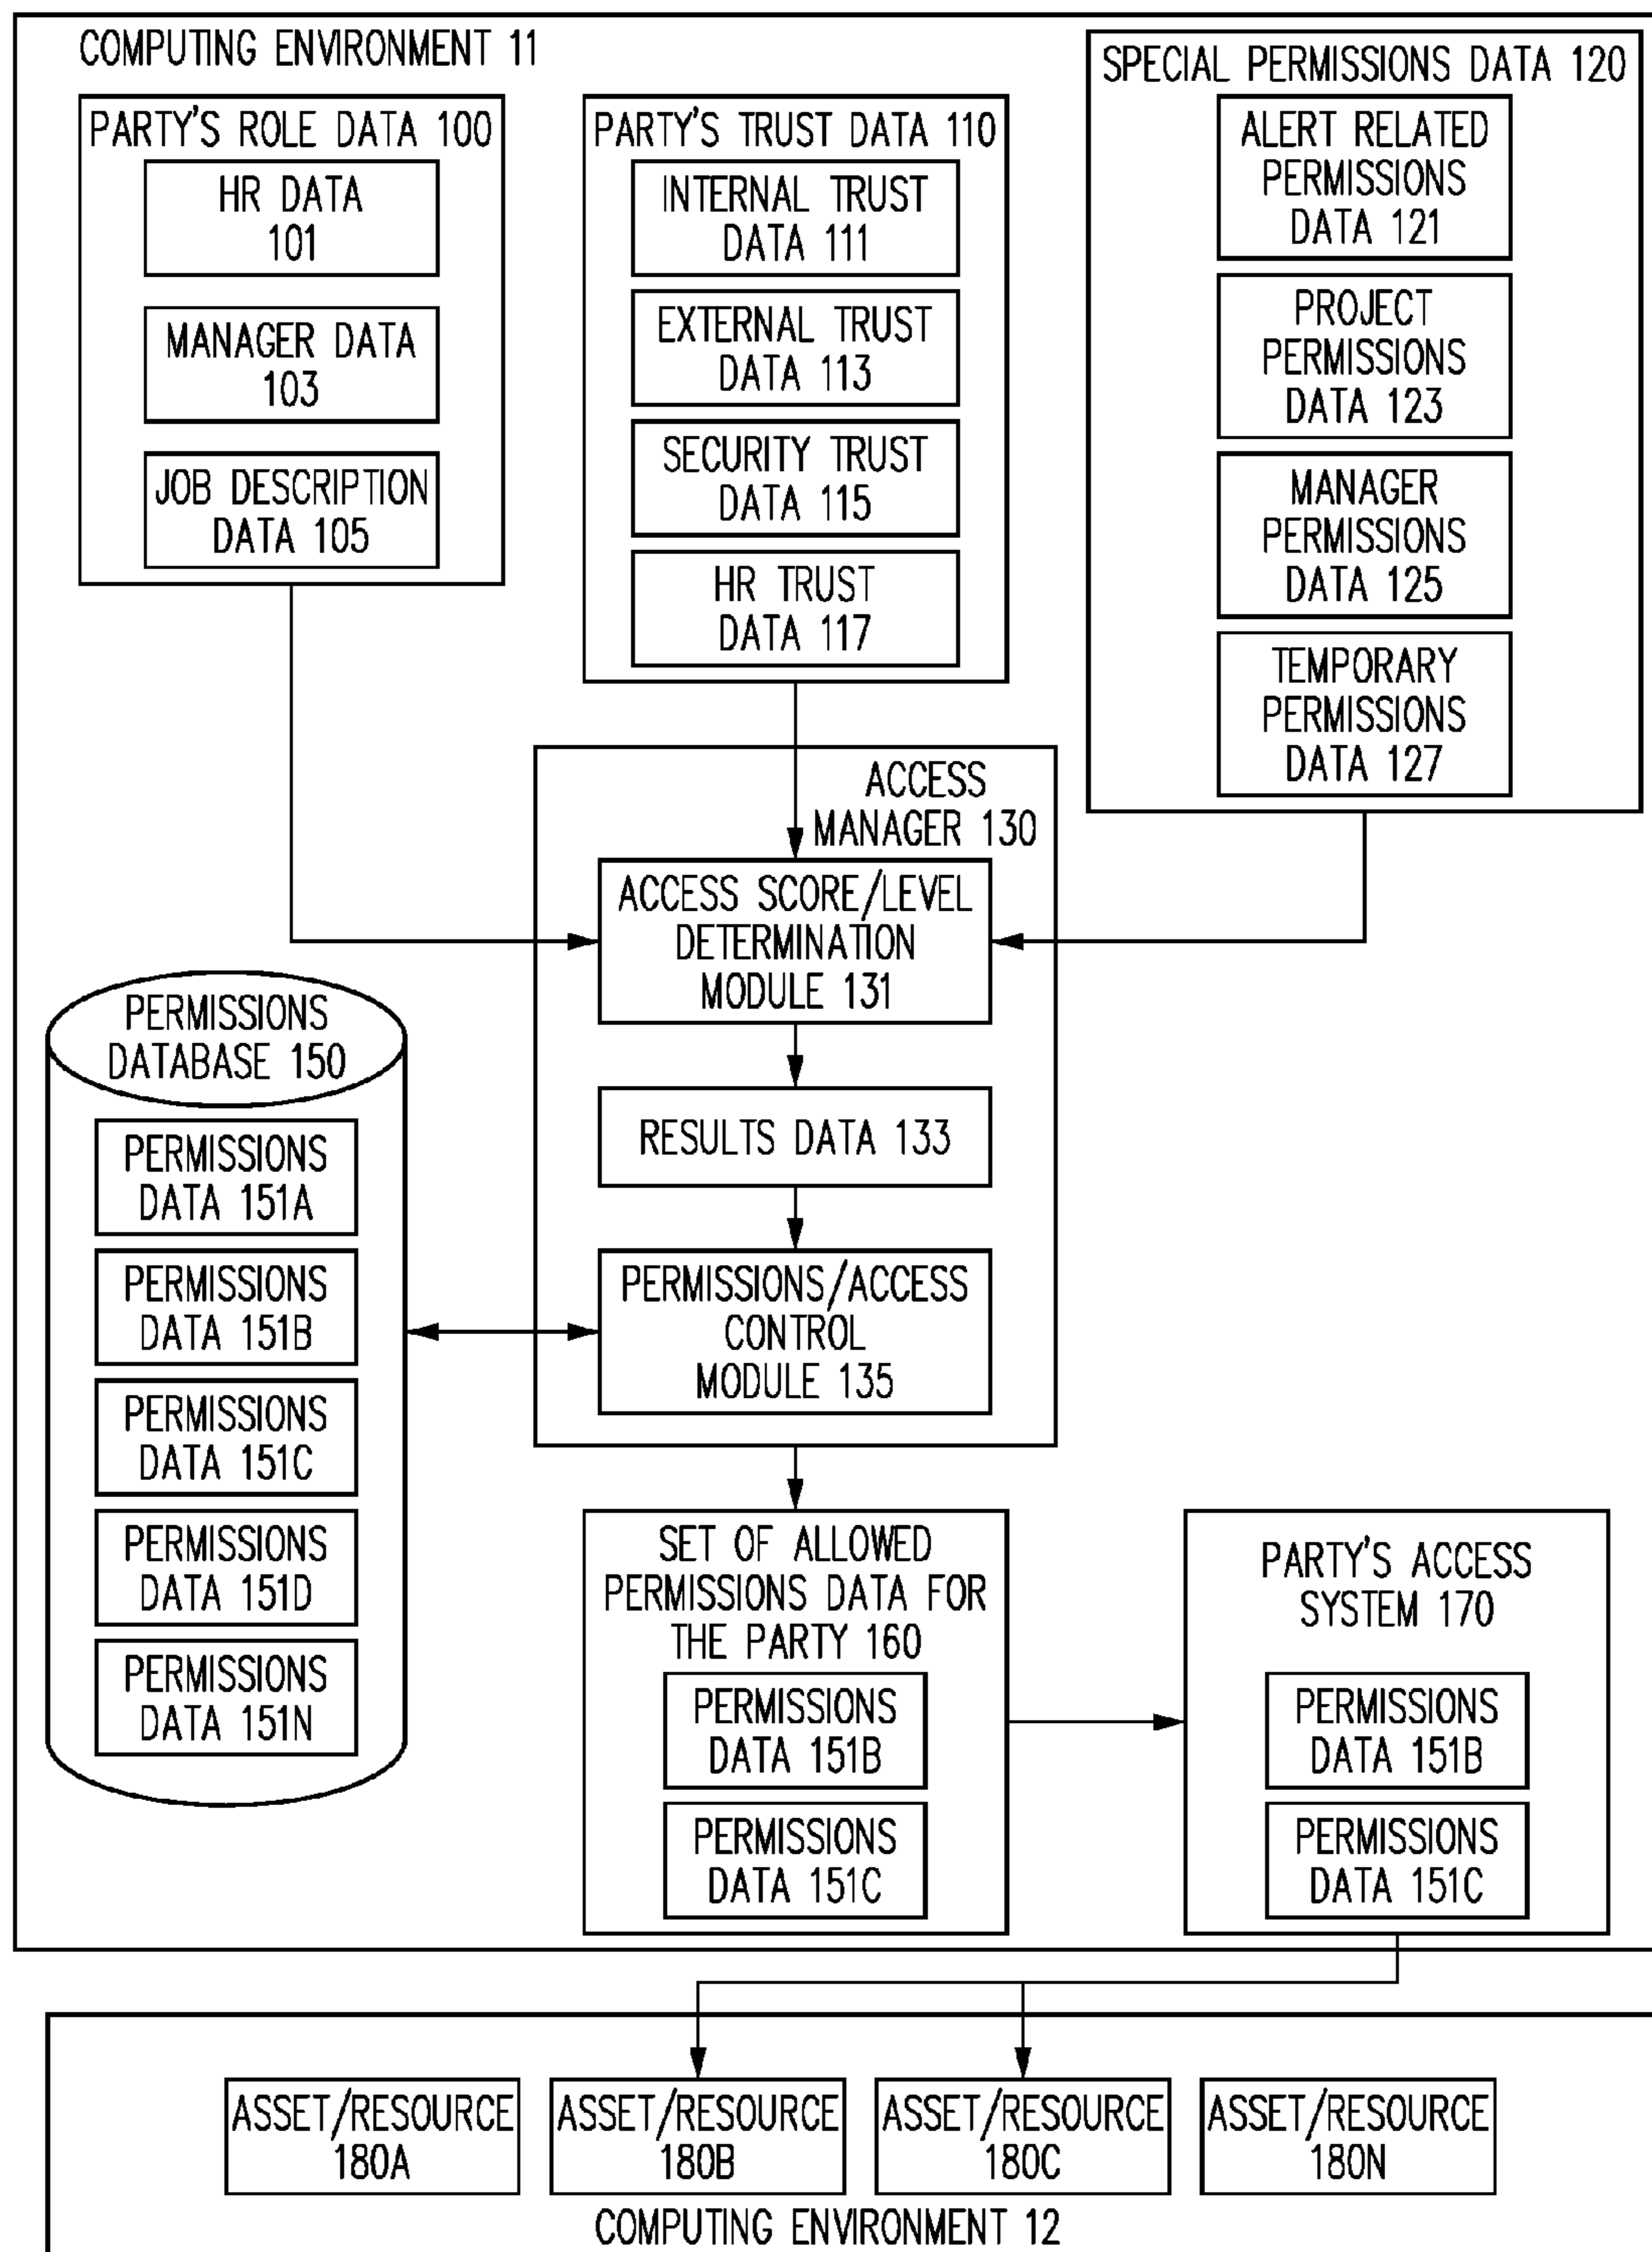 COMPUTING ENVIRONMENT 11
PARTY'S ROLE DATA 100
HR DATA
101
MANAGER DATA
103
JOB DESCRIPTION
DATA 105
PARTY'S TRUST DATA 110
INTERNAL TRUST
DATA 111
EXTERNAL TRUST
DATA 113
SECURITY TRUST
DATA 115
HR TRUST
DATA 117
SPECIAL PERMISSIONS DATA 120
ALERT RELATED
PERMISSIONS
DATA 121
PROJECT
PERMISSIONS
DATA 123
MANAGER
PERMISSIONS
DATA 125
TEMPORARY
PERMISSIONS
DATA 127
ACCESS
MANAGER 130
ACCESS SCORE/LEVEL
DETERMINATION
MODULE 131
RESULTS DATA 133
PERMISSIONS/ACCESS
CONTROL
MODULE 135
PERMISSIONS
DATABASE 150
PERMISSIONS
DATA 151A
PERMISSIONS
DATA 151B
PERMISSIONS
DATA 151C
PERMISSIONS
DATA 151D
PERMISSIONS
DATA 151N
SET OF ALLOWED
PERMISSIONS DATA FOR
THE PARTY 160
PERMISSIONS
DATA 151B
PERMISSIONS
DATA 151C
PARTY'S ACCESS
SYSTEM 170
PERMISSIONS
DATA 151B
PERMISSIONS
DATA 151C
ASSET/RESOURCE
180A
ASSET/RESOURCE
180B
ASSET/RESOURCE
180C
ASSET/RESOURCE
180N
COMPUTING ENVIRONMENT 12